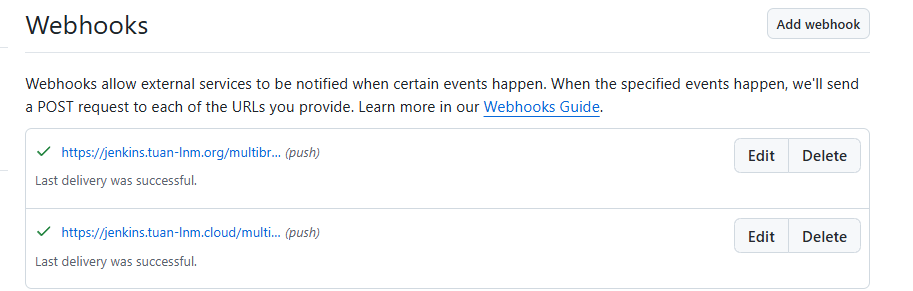 Webhooks
Add webhook
Webhooks allow external services to be notified when certain events happen. When the specified events happen, we'll send
a POST request to each of the URLs you provide. Learn more in our Webhooks Guide.
https://jenkins.tuan-lnm.org/multibr... (push)
Edit
Delete
Last delivery was successful.
https://jenkins.tuan-lnm.cloud/multi... (push)
Edit
Delete
Last delivery was successful.